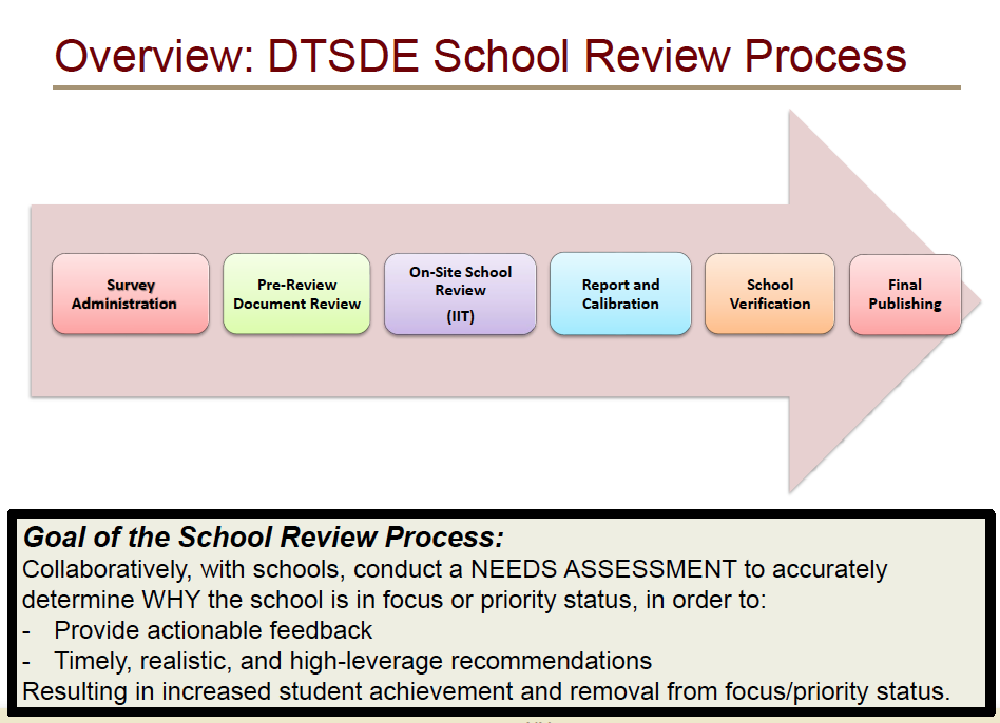 Overview: DTSDE School Review Process
Survey
Administration
Pre-Review
Document Review
On-Site School
Review
(IIT)
Report and
Calibration
School
Verification
Final
Publishing
Goal of the School Review Process:
Collaboratively, with schools, conduct a NEEDS ASSESSMENT to accurately
determine WHY the school is in focus or priority status, in order to:
- Provide actionable feedback
- Timely, realistic, and high-leverage recommendations
Resulting in increased student achievement and removal from focus/priority status.